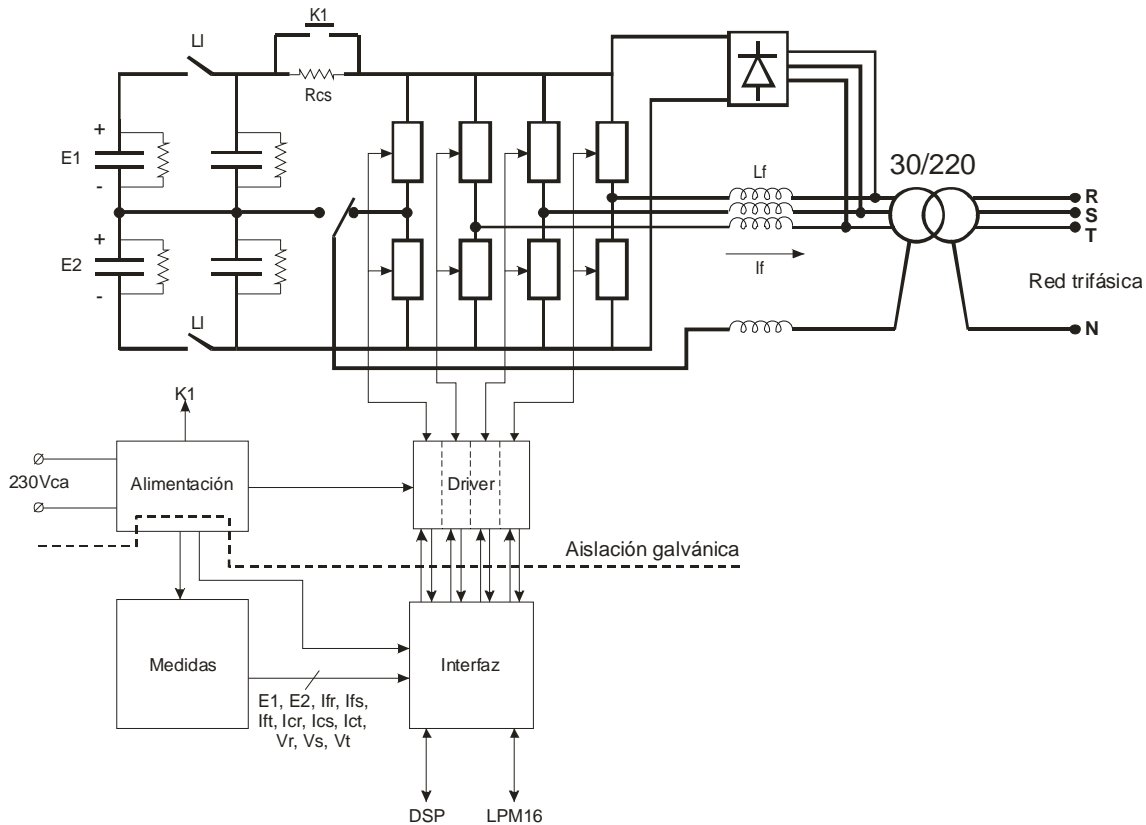 K1
LI
Rcs
+
E1
-
+
E2
-
LI
30/220
Lf
R
S
T
If
Red trifásica
N
K1
230Vca
Alimentación
Driver
Aislación galvánica
Medidas
Interfaz
E1, E2, Ifr, Ifs,
Ift, Icr, Ics, Ict,
Vr, Vs, Vt
DSP
LPM16